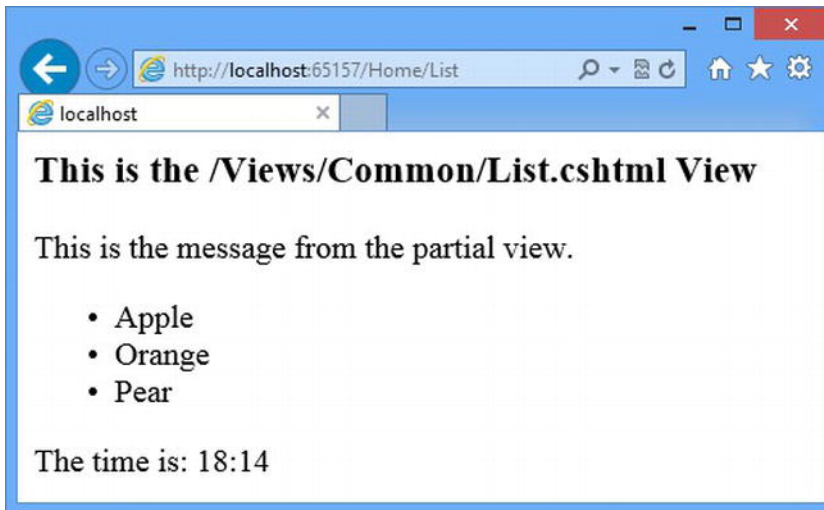 http://localhost:65157/Home/List
localhost
This is the /Views/Common/List.cshtml View
This is the message from the partial view.
• Apple
• Orange
• Pear
The time is: 18:14